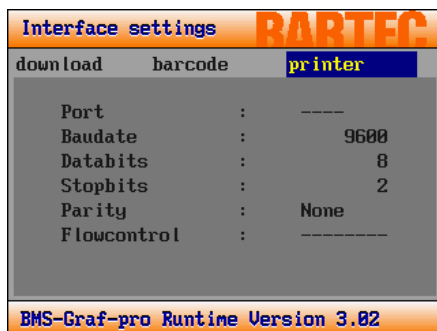 Interface settings BARTEC
download barcode printer
Port : ----
Baudate : 9600
Databits : 8
Stopbits : 2
Parity : None
Flowcontrol : --------
BMS-Graf-pro Runtime Version 3.02